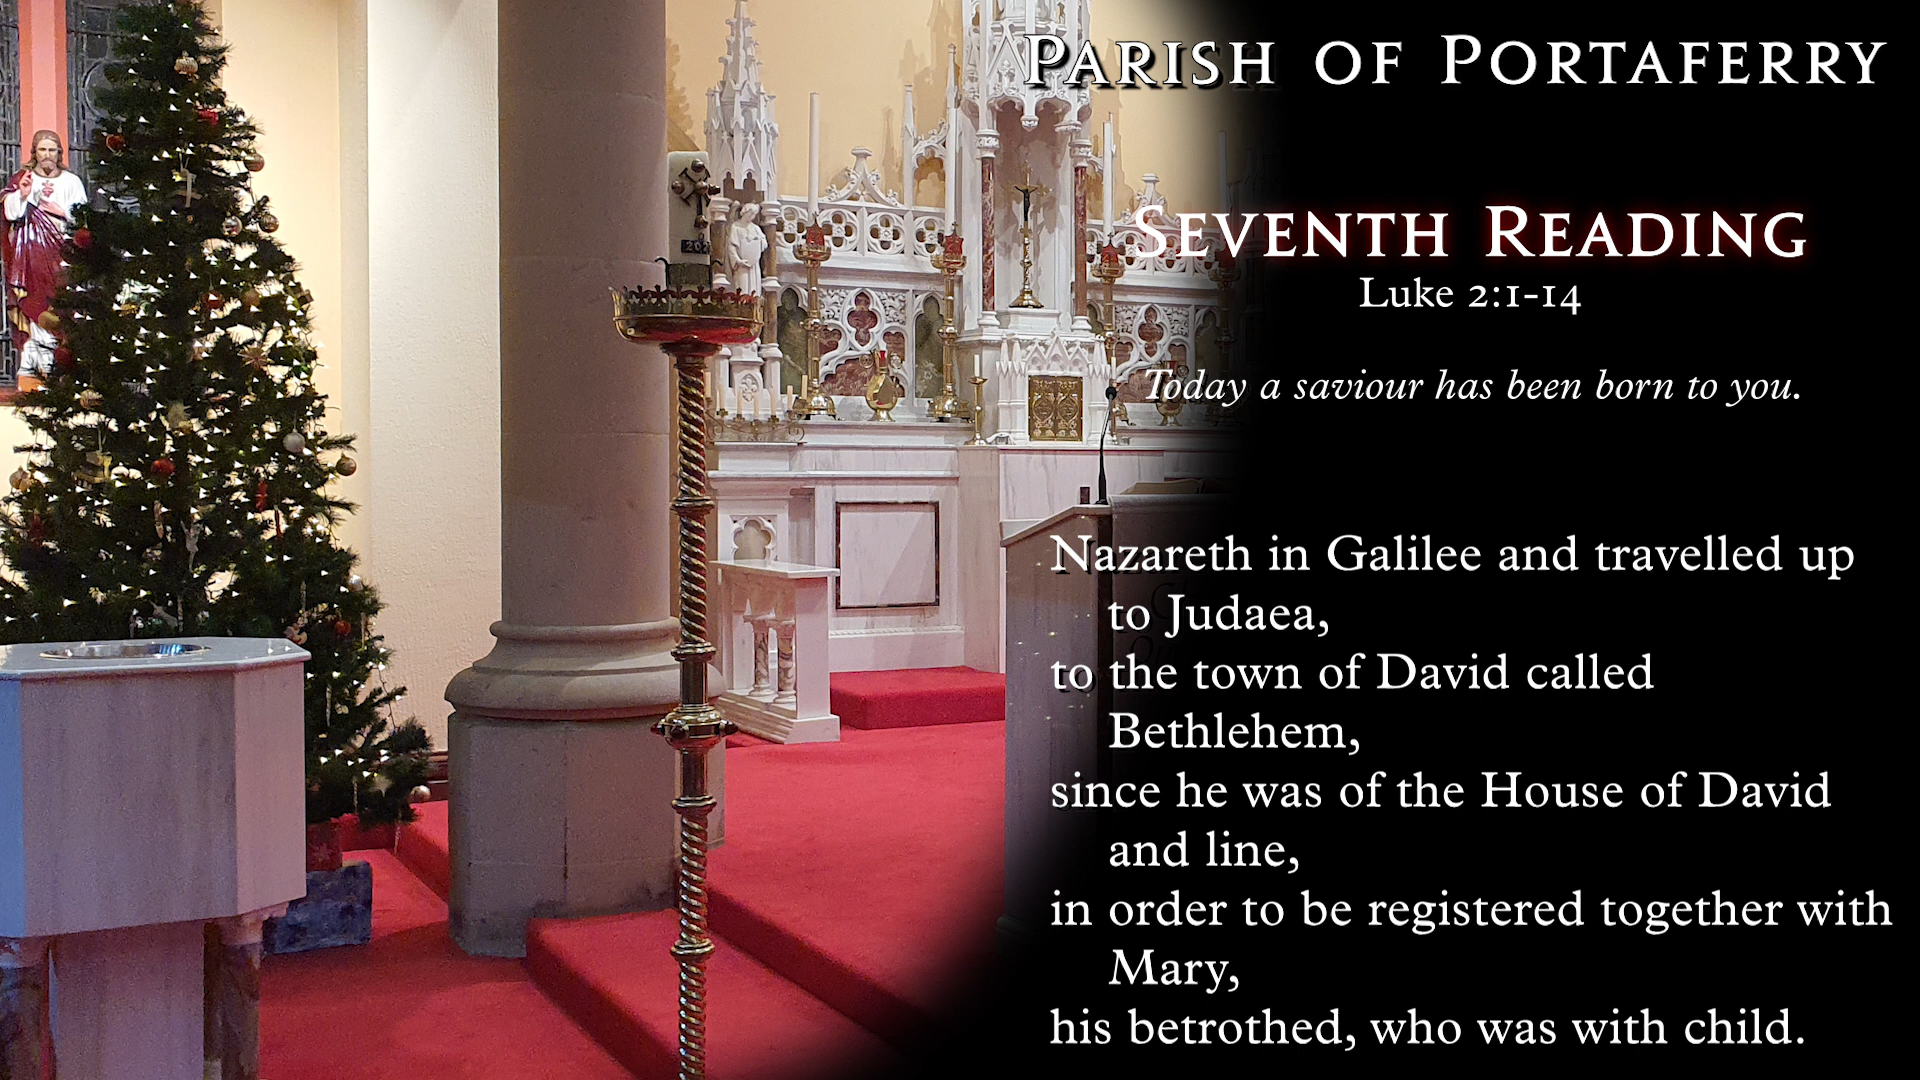 Parish of Portaferry
Seventh Reading
Luke 2:1-14
Today a saviour has been born to you.
Nazareth in Galilee and travelled up
to Judaea,
to the town of David called
Bethlehem,
since he was of the House of David
and line,
in order to be registered together with
Mary,
his betrothed, who was with child.